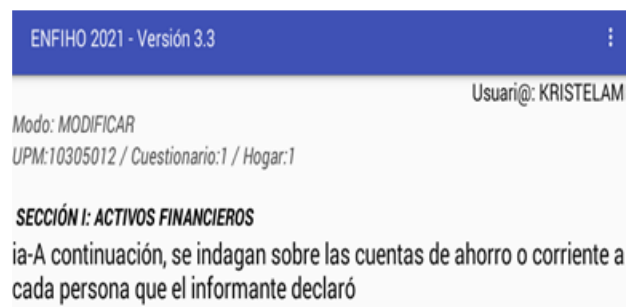 ENFIHO 2021 - Versión 3.3
Usuari@: KRISTELAM
Modo: MODIFICAR
UPM:10305012 / Cuestionario:1 / Hogar:1
SECCIÓN I: ACTIVOS FINANCIEROS
ia-A continuación, se indagan sobre las cuentas de ahorro o corriente a
cada persona que el informante declaró